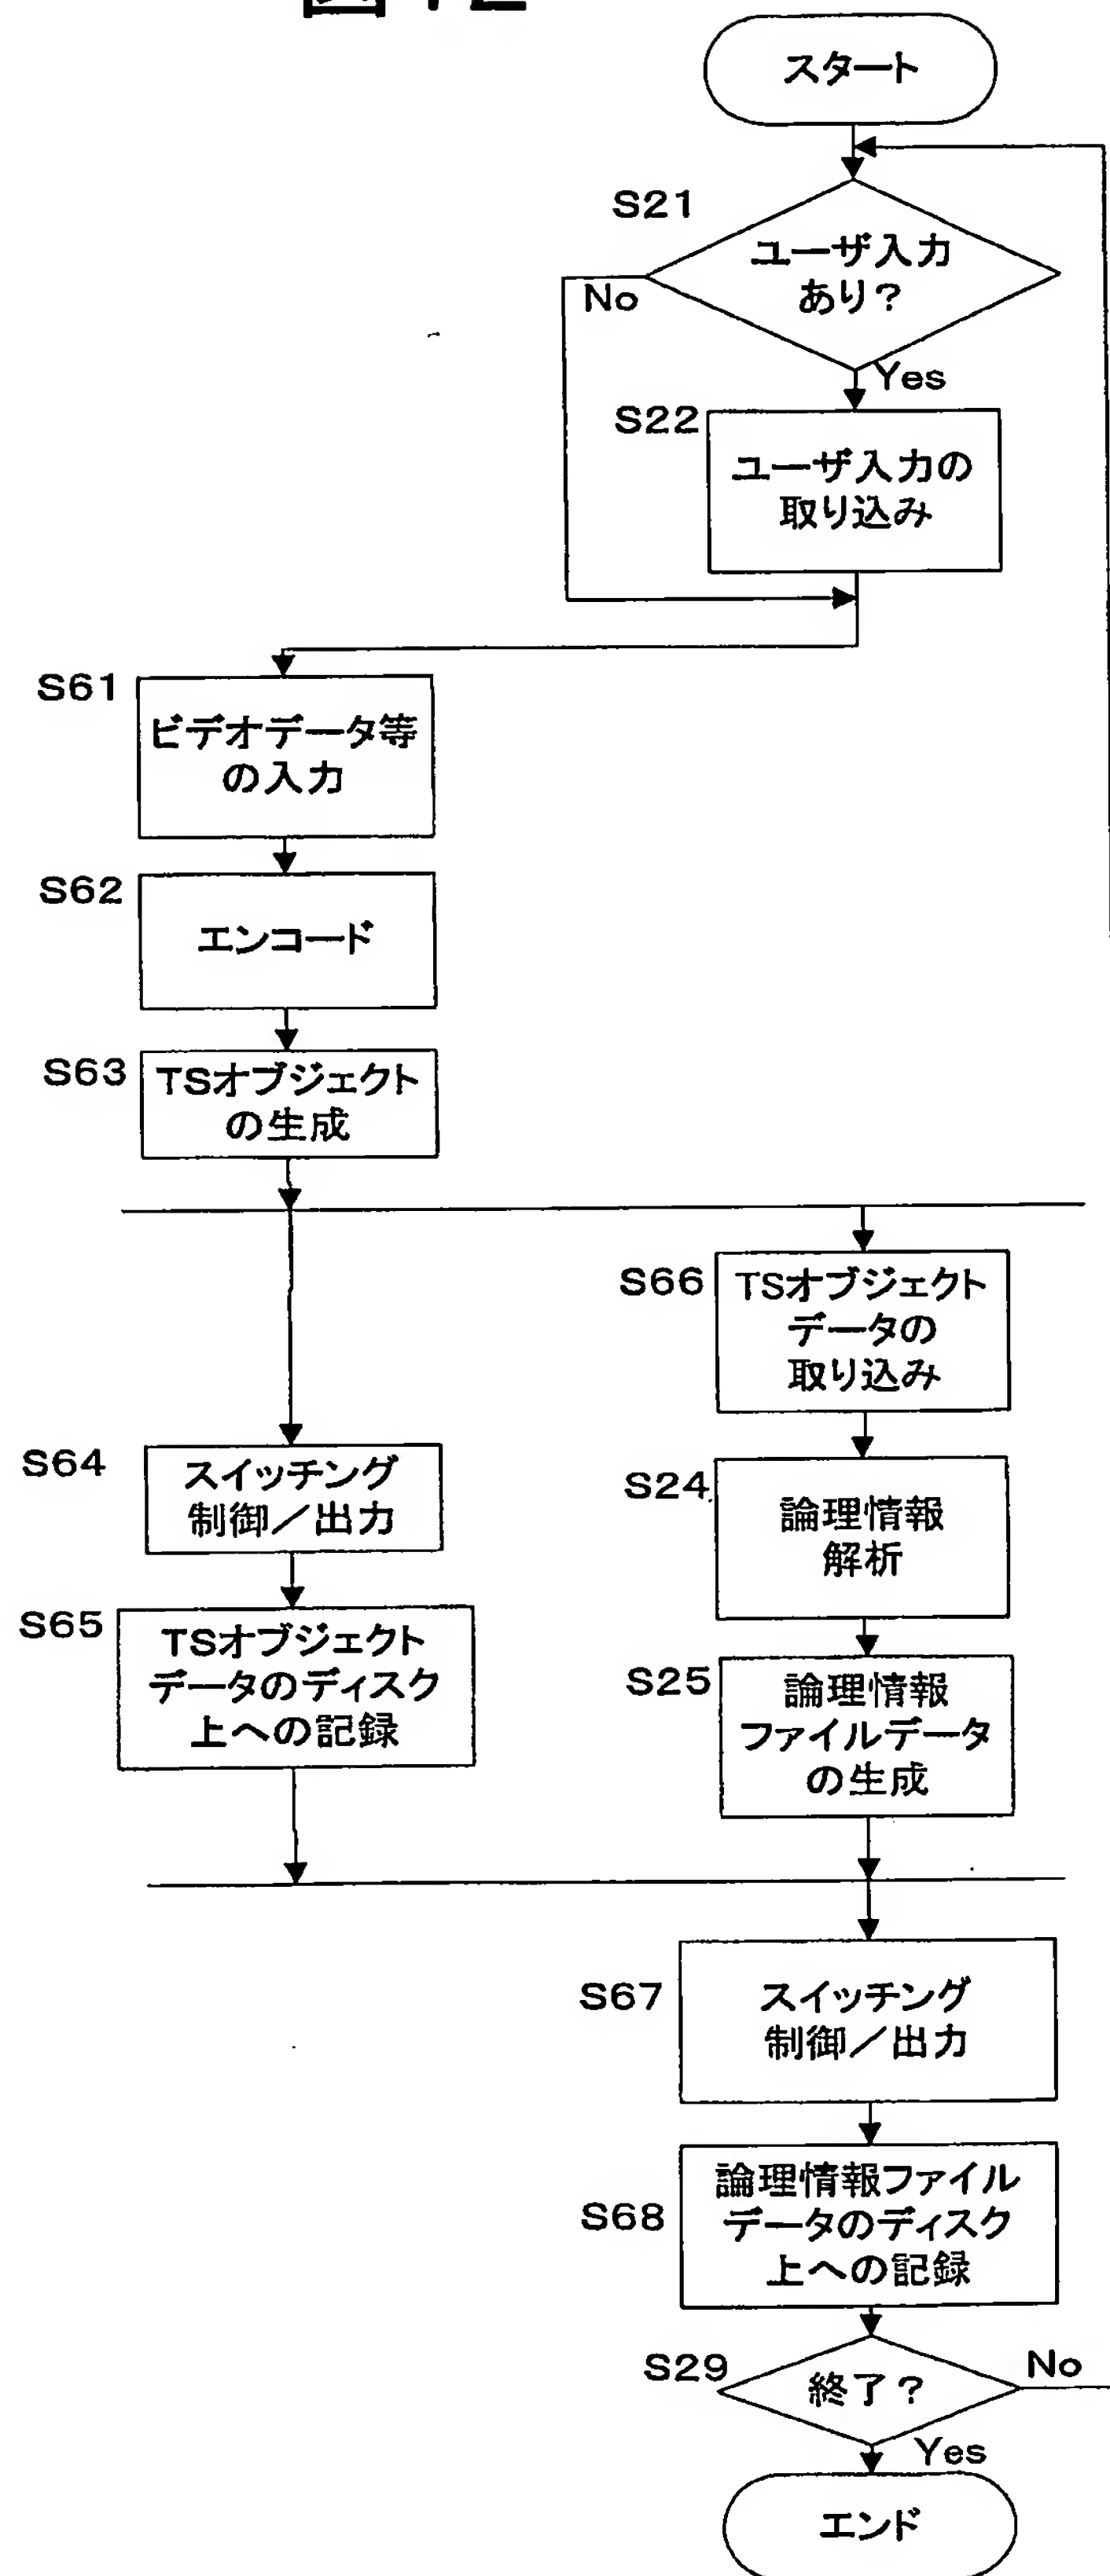 図12
スタート
S21
ユーザ入力
あり？
No
Yes
S22
ユーザ入力の
取り込み
S61
ビデオデータ等
の入力
S62
エンコード
S63
TSオブジェクト
の生成
S66
TSオブジェクト
データの
取り込み
S64
スイッチング
制御／出力
S24
論理情報
解析
S65
TSオブジェクト
データのディスク
上への記録
S25
論理情報
ファイルデータ
の生成
S67
スイッチング
制御／出力
S68
論理情報ファイル
データのディスク
上への記録
S29
終了？
No
Yes
エンド